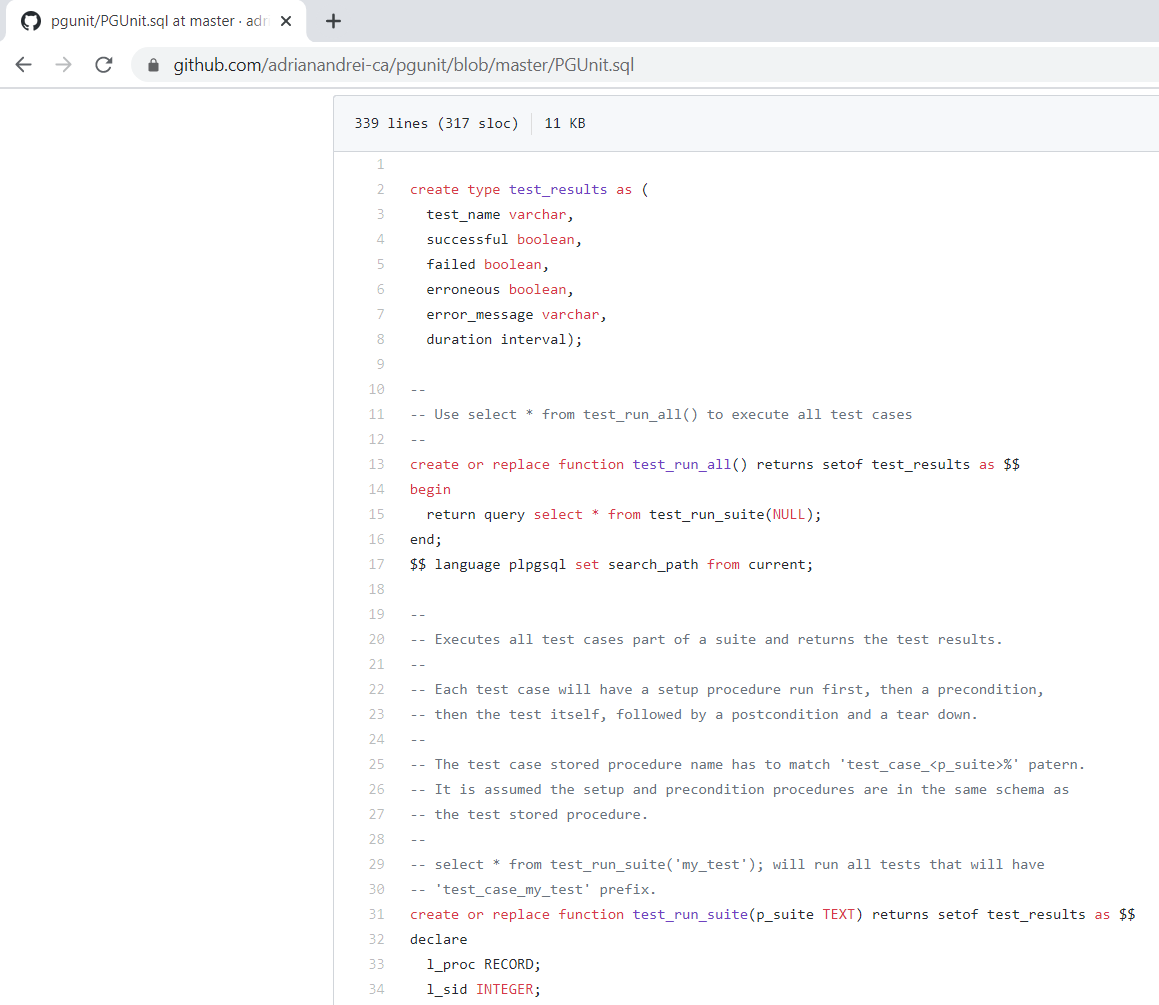 pgunit/PGUnit.sql at master · adri
github.com/adrianandrei-ca/pgunit/blob/master/PGUnit.sql
339 lines (317 sloc) 11 KB
1
2 create type test_results as (
3   test_name varchar,
4   successful boolean,
5   failed boolean,
6   erroneous boolean,
7   error_message varchar,
8   duration interval);
9
10 --
11 -- Use select * from test_run_all() to execute all test cases
12 --
13 create or replace function test_run_all() returns setof test_results as $$
14 begin
15   return query select * from test_run_suite(NULL);
16 end;
17 $$ language plpgsql set search_path from current;
18
19 --
20 -- Executes all test cases part of a suite and returns the test results.
21 --
22 -- Each test case will have a setup procedure run first, then a precondition,
23 -- then the test itself, followed by a postcondition and a tear down.
24 --
25 -- The test case stored procedure name has to match 'test_case_<p_suite>%' patern.
26 -- It is assumed the setup and precondition procedures are in the same schema as
27 -- the test stored procedure.
28 --
29 -- select * from test_run_suite('my_test'); will run all tests that will have
30 -- 'test_case_my_test' prefix.
31 create or replace function test_run_suite(p_suite TEXT) returns setof test_results as $$
32 declare
33   l_proc RECORD;
34   l_sid INTEGER;